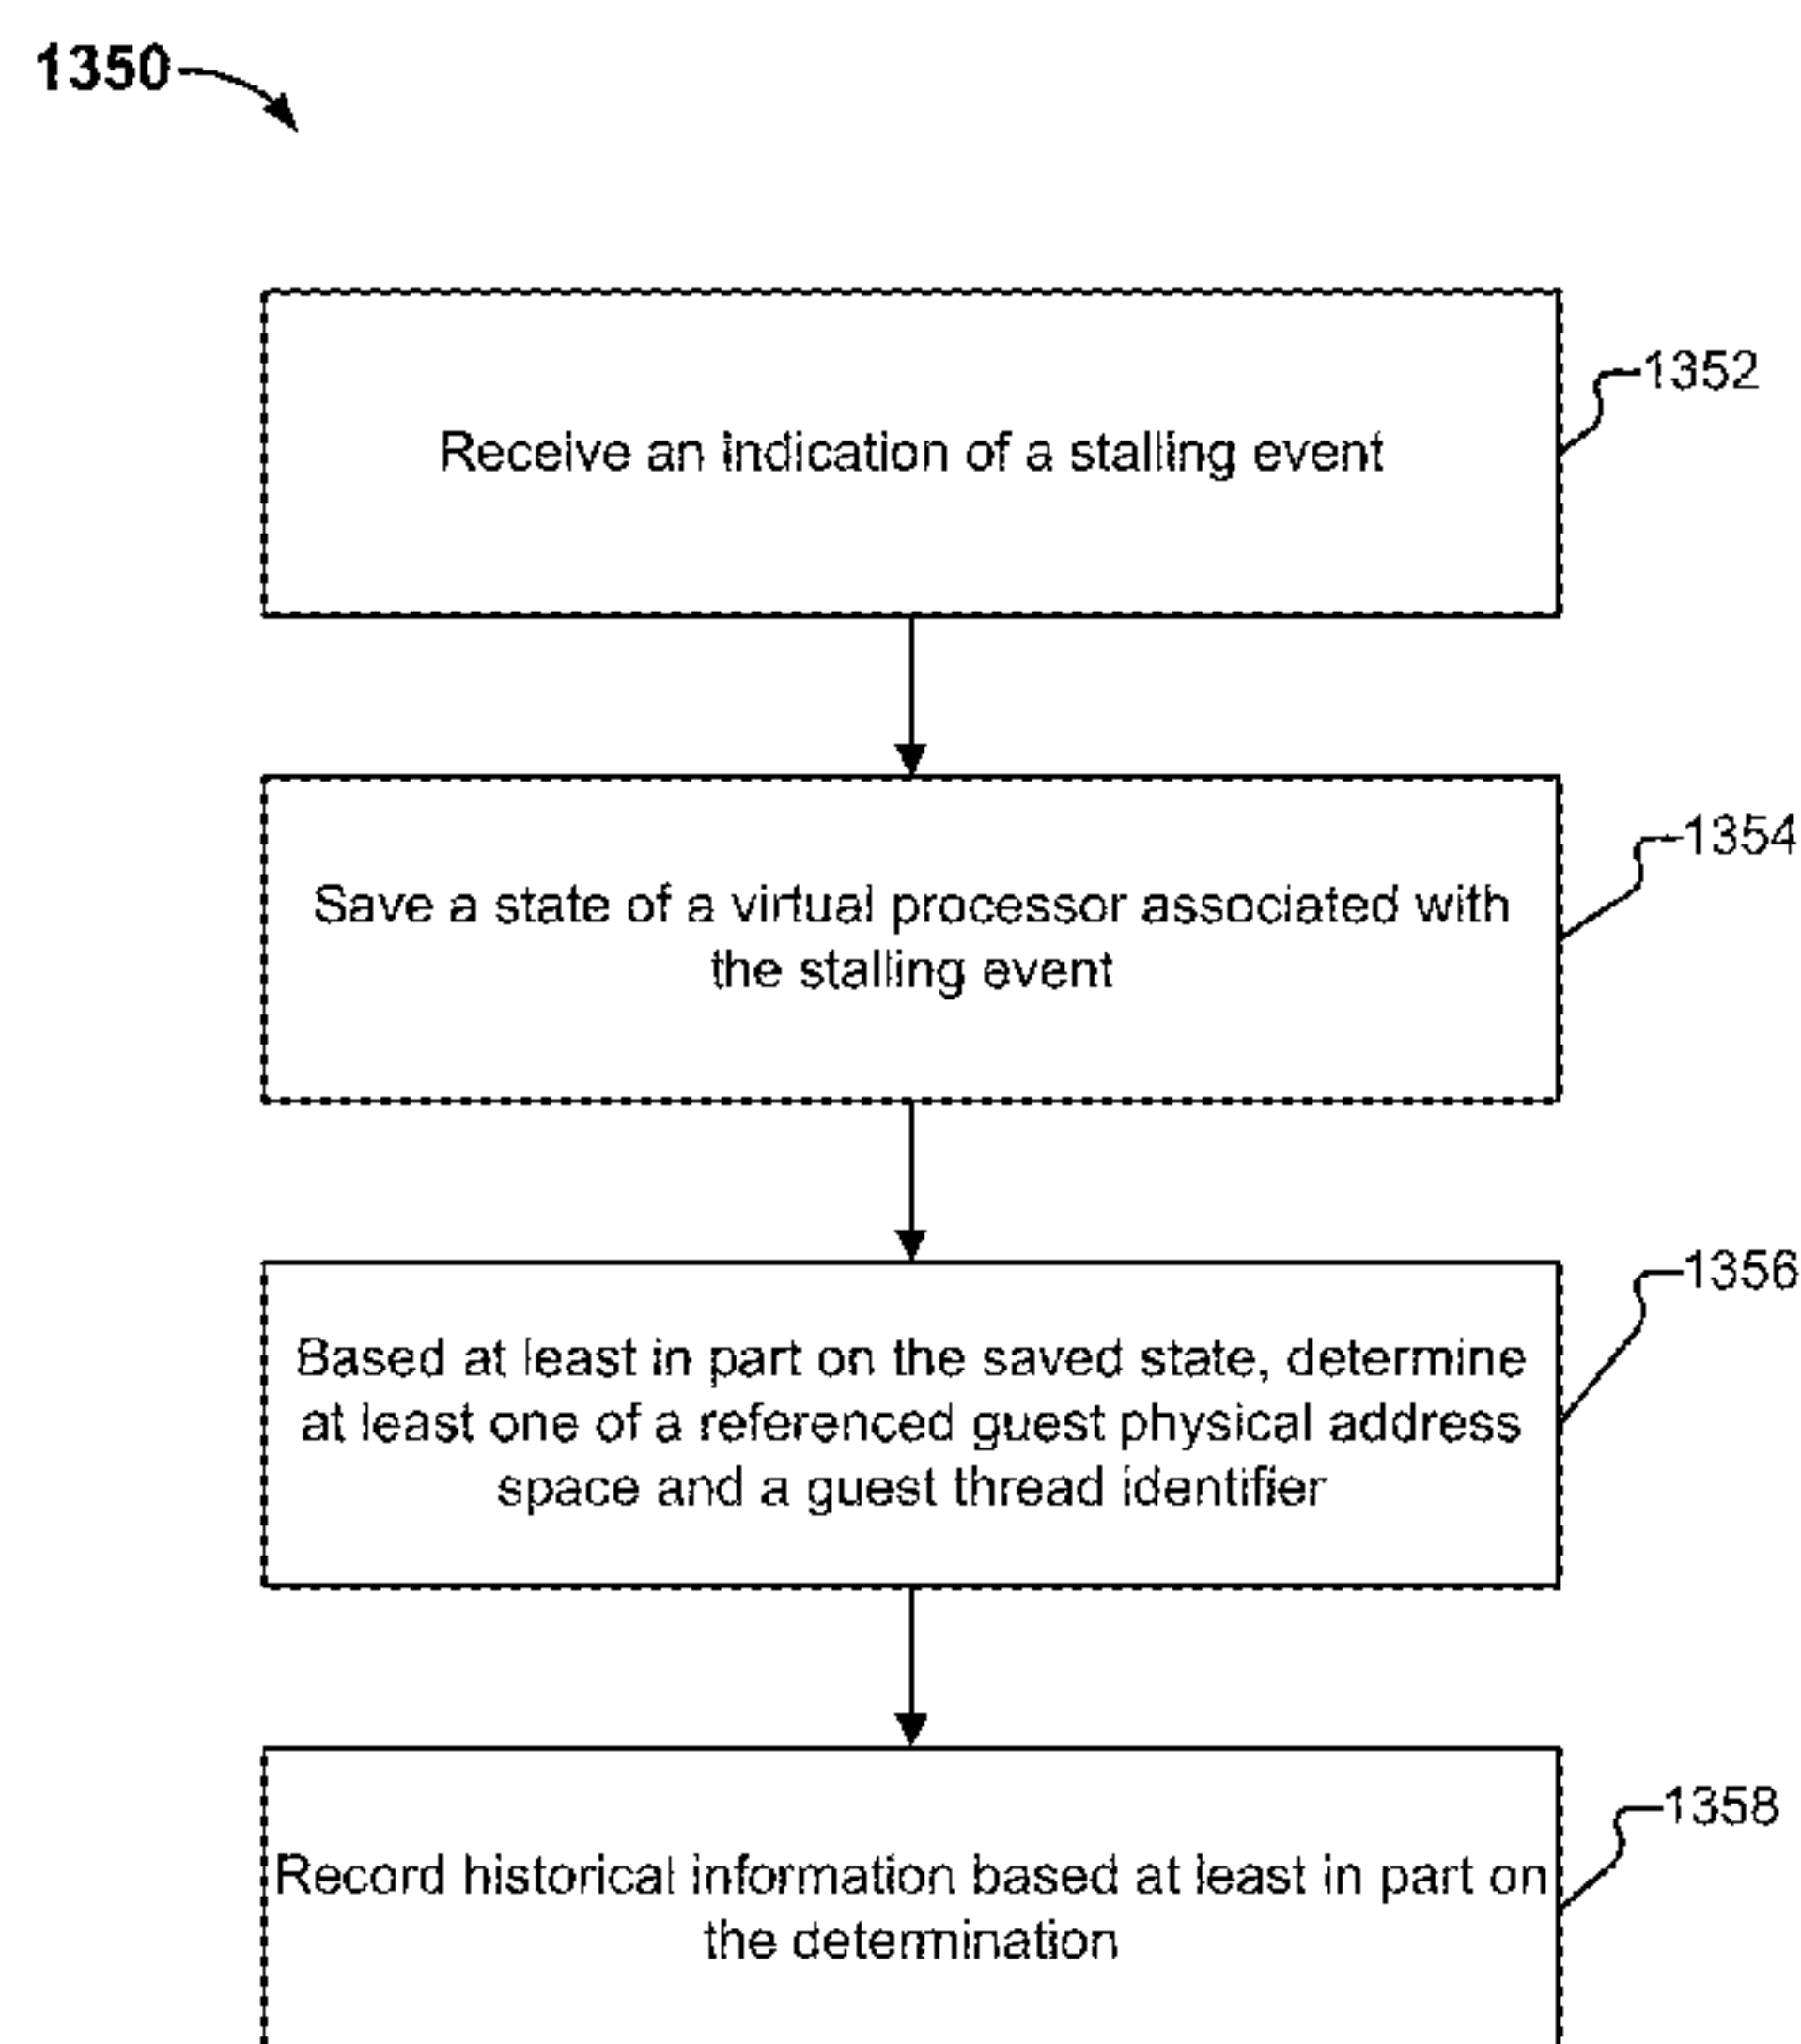 1350
Receive an indication of a stalling event
1352
Save a state of a virtual processor associated with
the stalling event
1354
Based at least in part on the saved state, determine
at least one of a referenced guest physical address
space and a guest thread identifier
1356
Record historical information based at least in part on
the determination
1358